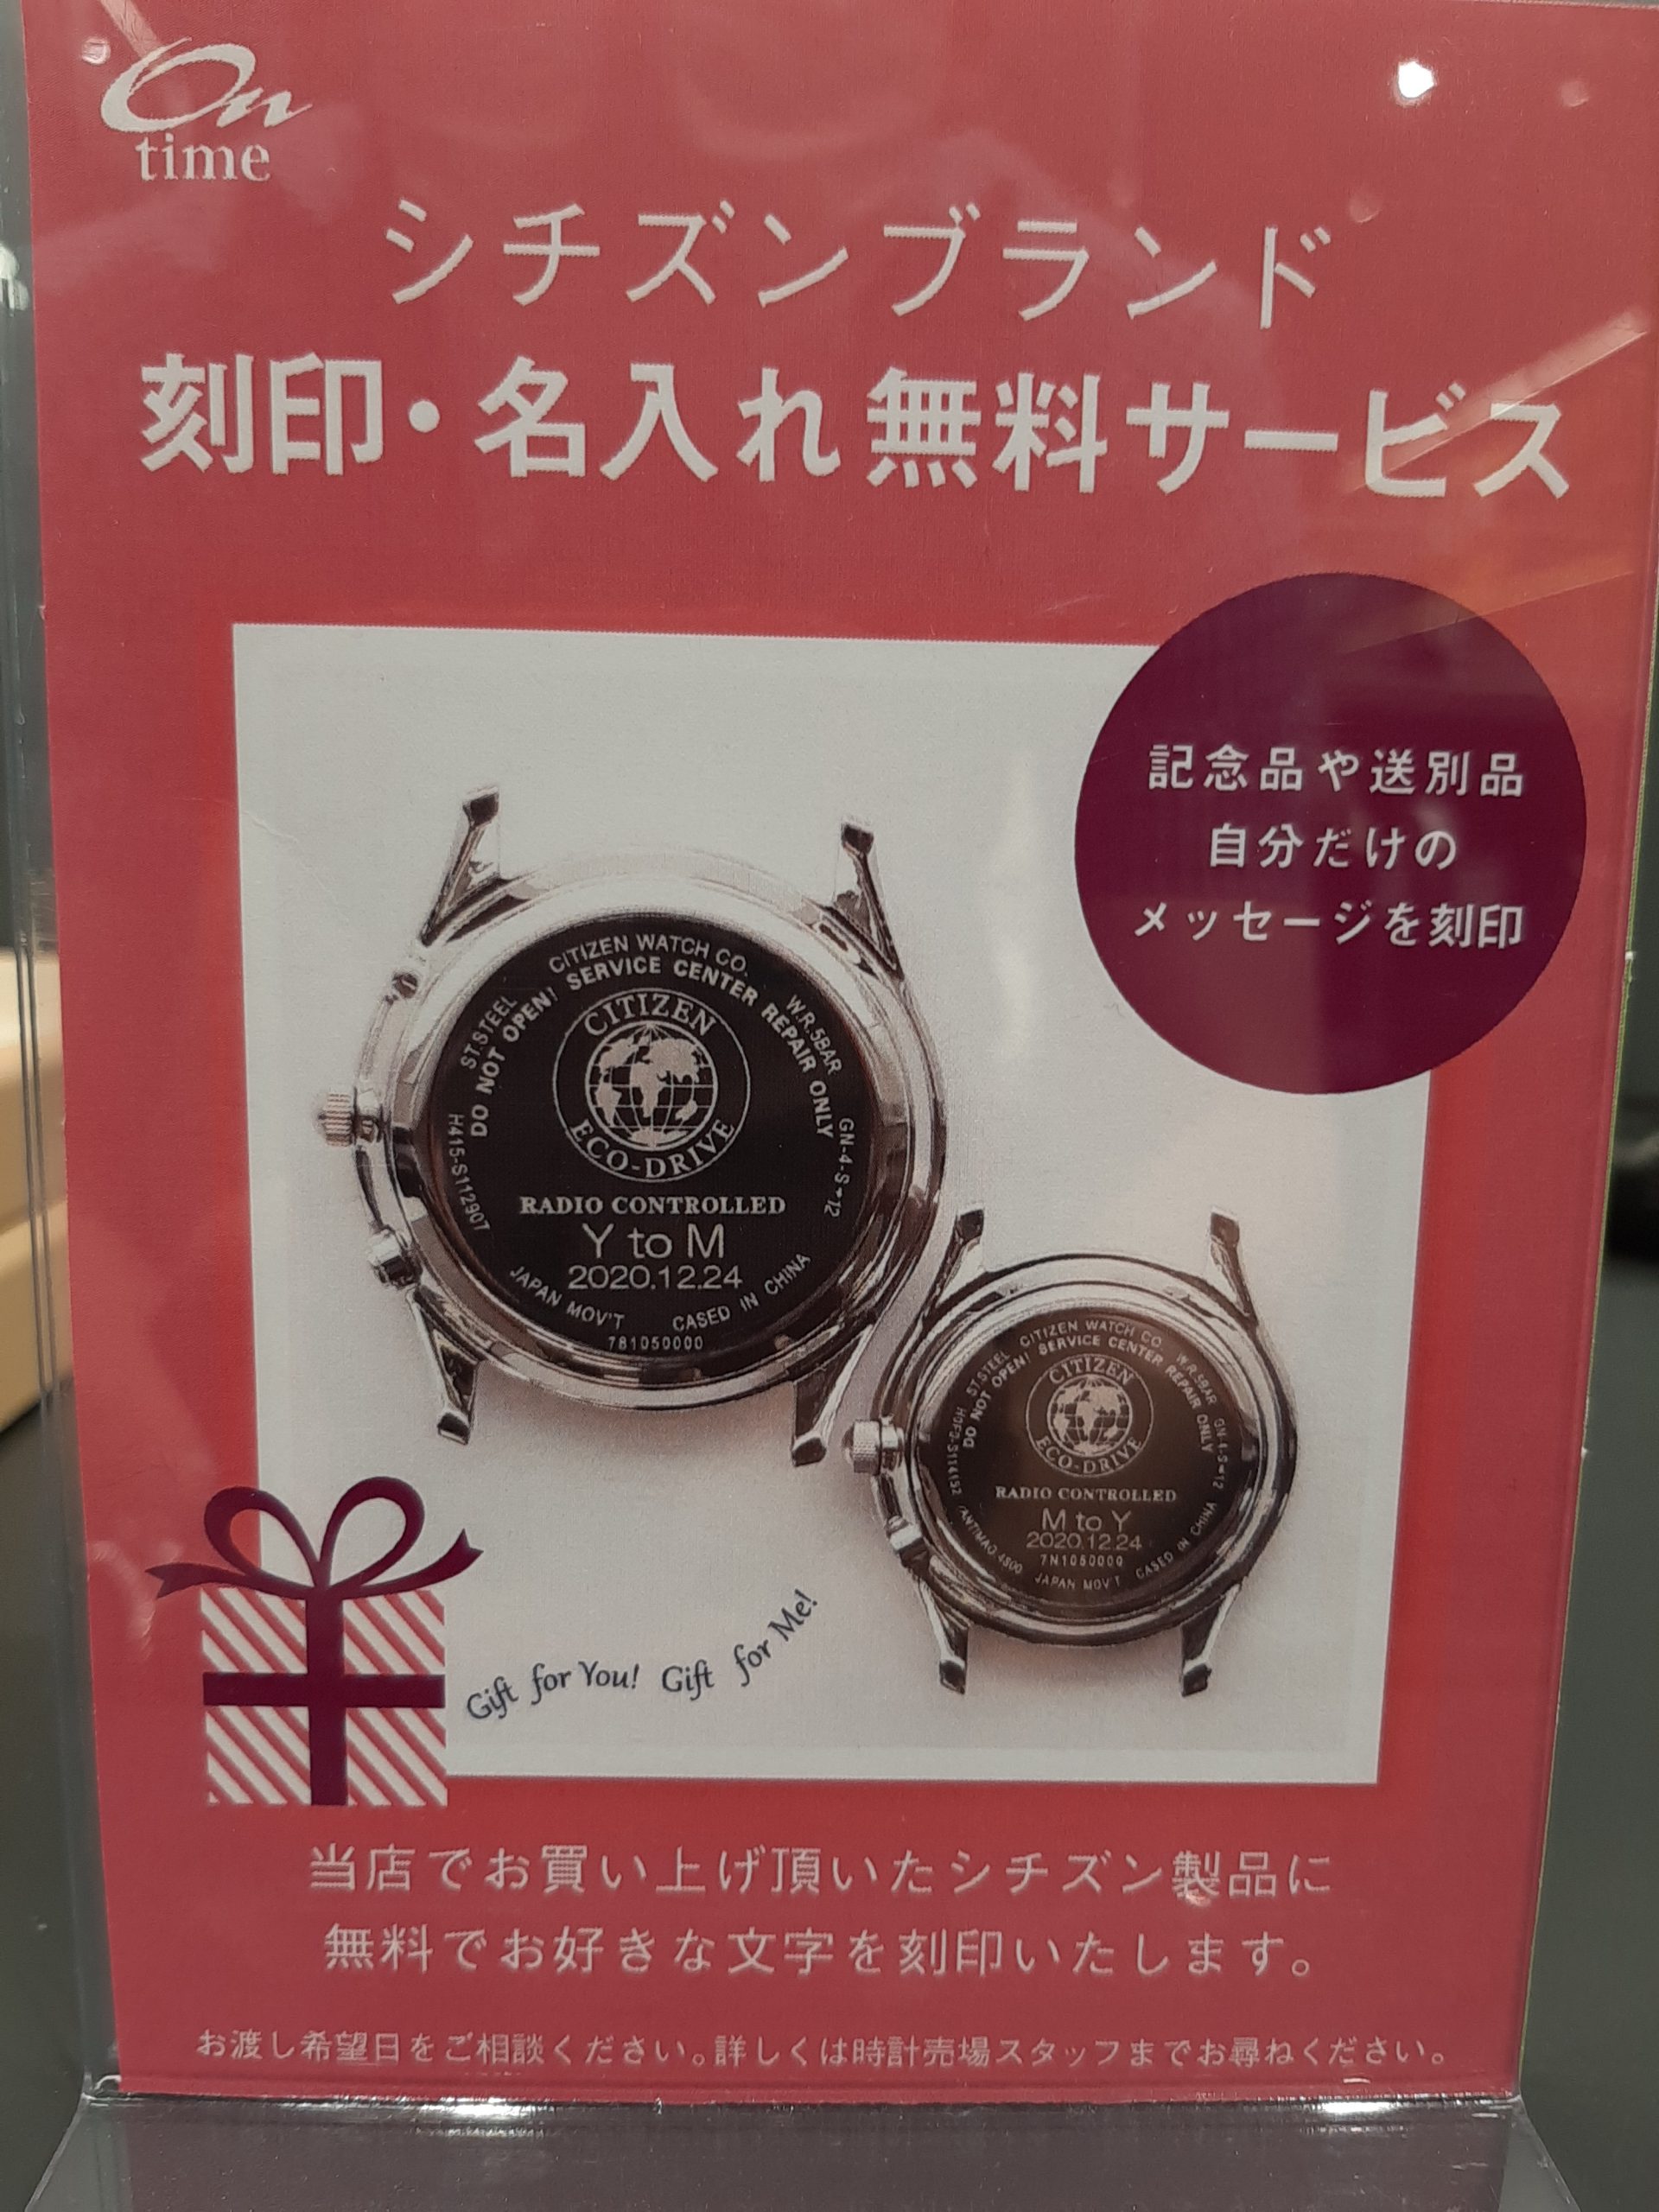 On
time
シチズンブランド
刻印・名入れ無料サービス
記念品や送別品
自分だけの
メッセージを刻印
CITIZEN WATCH CO.
ST.STEEL
W.R.5BAR
DO NOT OPEN! SERVICE CENTER REPAIR ONLY
CITIZEN
ECO-DRIVE
H415-S112907
GN-4-S-12
RADIO CONTROLLED
Y to M
2020.12.24
JAPAN MOV'T CASED IN CHINA
781050000
CITIZEN WATCH CO.
ST.STEEL
W.R.5BAR
DO NOT OPEN! SERVICE CENTER REPAIR ONLY
CITIZEN
ECO-DRIVE
GN-4-S-12
RADIO CONTROLLED
M to Y
2020.12.24
7N1050000
JAPAN MOV'T CASED IN CHINA
Gift for You! Gift for Me!
当店でお買い上げ頂いたシチズン製品に
無料でお好きな文字を刻印いたします。
お渡し希望日をご相談ください。詳しくは時計売場スタッフまでお尋ねください。